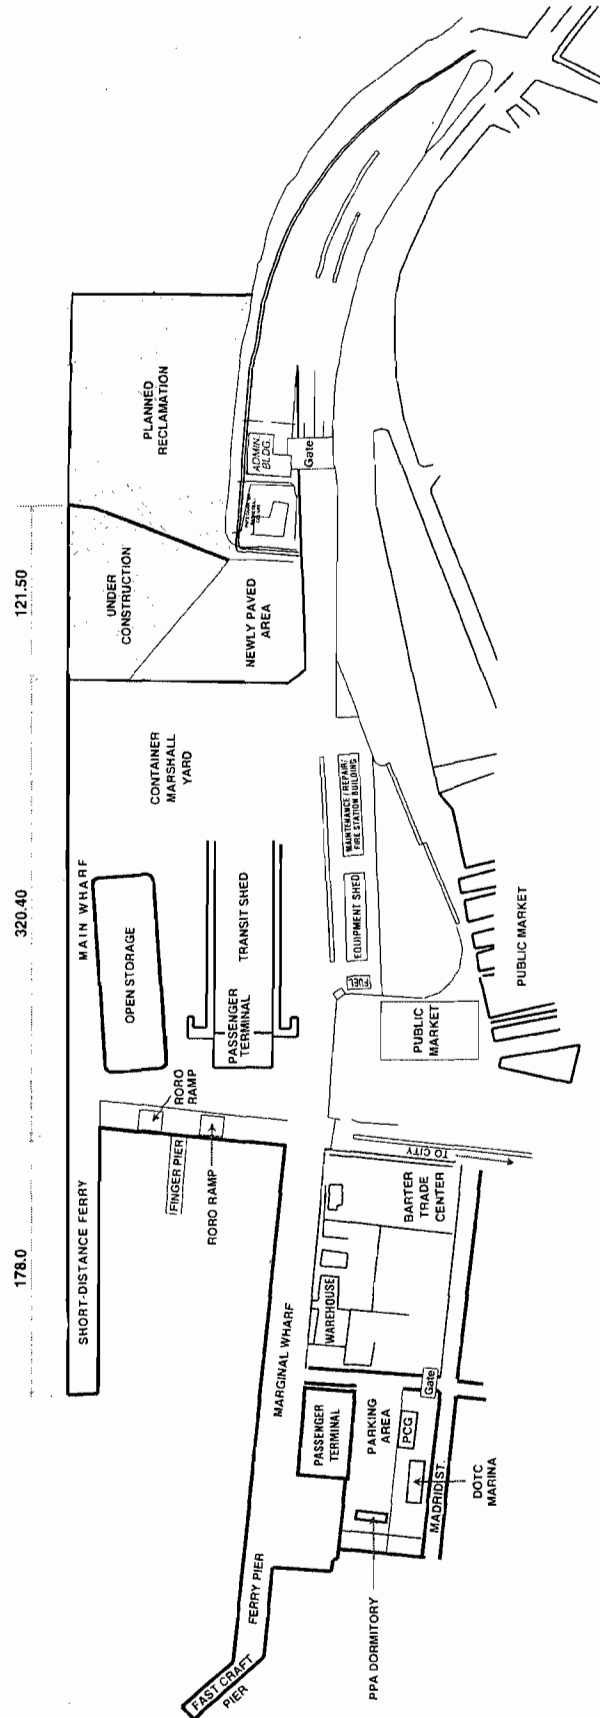 178.0
320.40
121.50
SHORT-DISTANCE FERRY
MAIN WHARF
OPEN STORAGE
CONTAINER
MARSHALL
YARD
UNDER
CONSTRUCTION
PLANNED
RECLAMATION
NEWLY PAVED
AREA
ADMIN.
BLDG.
Gate
RORO
RAMP
FINGER PIER
RORO RAMP
PASSENGER
TERMINAL
TRANSIT SHED
FAST CRAFT
PIER
FERRY PIER
MARGINAL WHARF
PASSENGER
TERMINAL
PARKING
AREA
PCG
Gate
MADRID ST.
DOTC
MARINA
PPA DORMITORY
WAREHOUSE
BARTER
TRADE
CENTER
TO CITY
PUBLIC
MARKET
FUEL
EQUIPMENT SHED
MAINTENANCE / REPAIR/
FIRE STATION BUILDING
PUBLIC MARKET